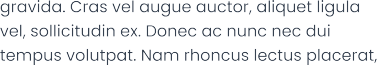 gravida. Cras vel augue auctor, aliquet ligula
vel, sollicitudin ex. Donec ac nunc nec dui
tempus volutpat. Nam rhoncus lectus placerat,